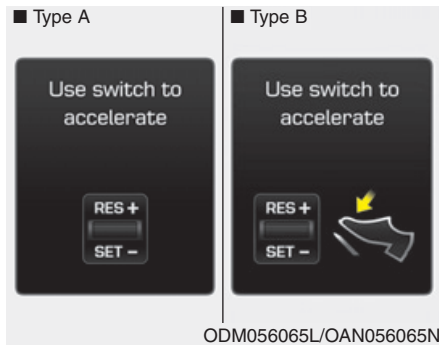 ■ Type A
Use switch to
accelerate
RES +
SET -
■ Type B
Use switch to
accelerate
RES +
SET -
ODM056065L/OAN056065N